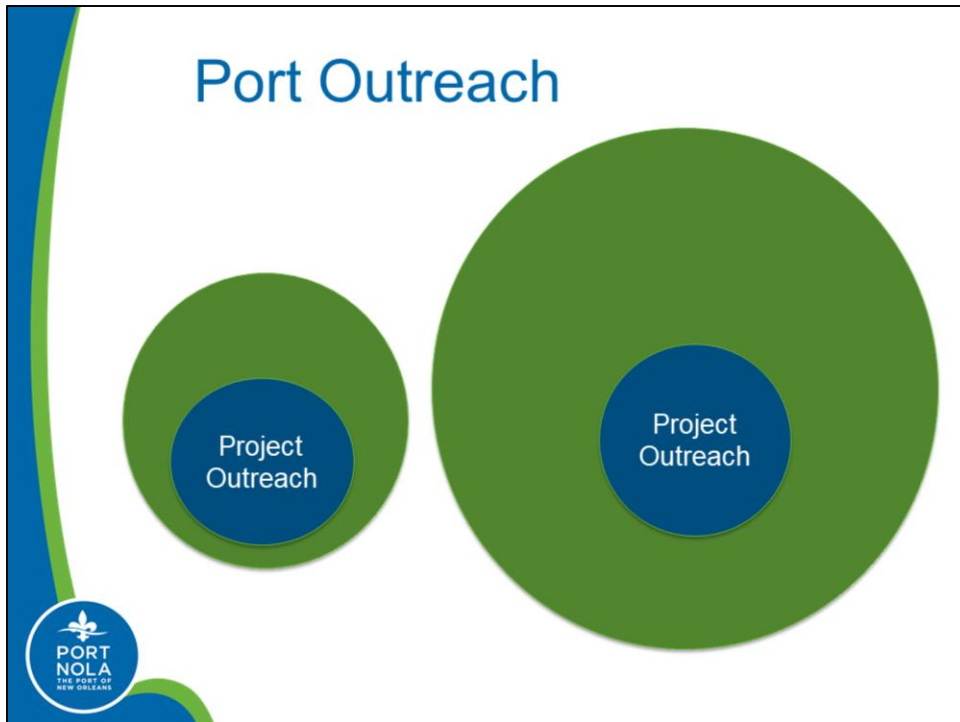 Port Outreach
Project
Outreach
Project
Outreach
PORT
NOLA
THE PORT OF
NEW ORLEANS